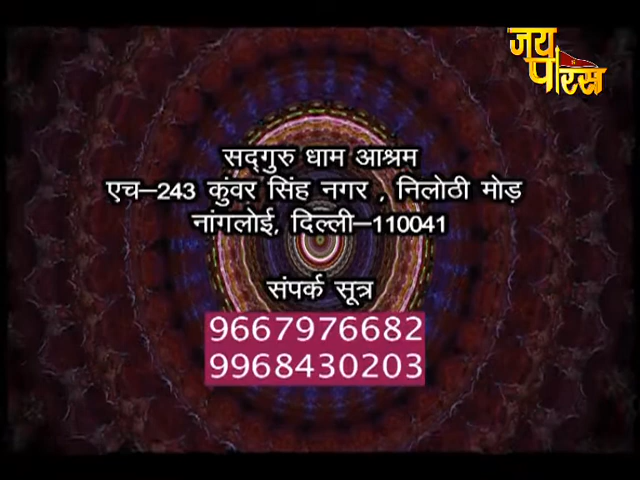 जय
पारस
सद्गुरु धाम आश्रम
एच–243 कुंवर सिंह नगर , निलोठी मोड़
नांगलोई, दिल्ली–110041
संपर्क सूत्र
9667976682
9968430203